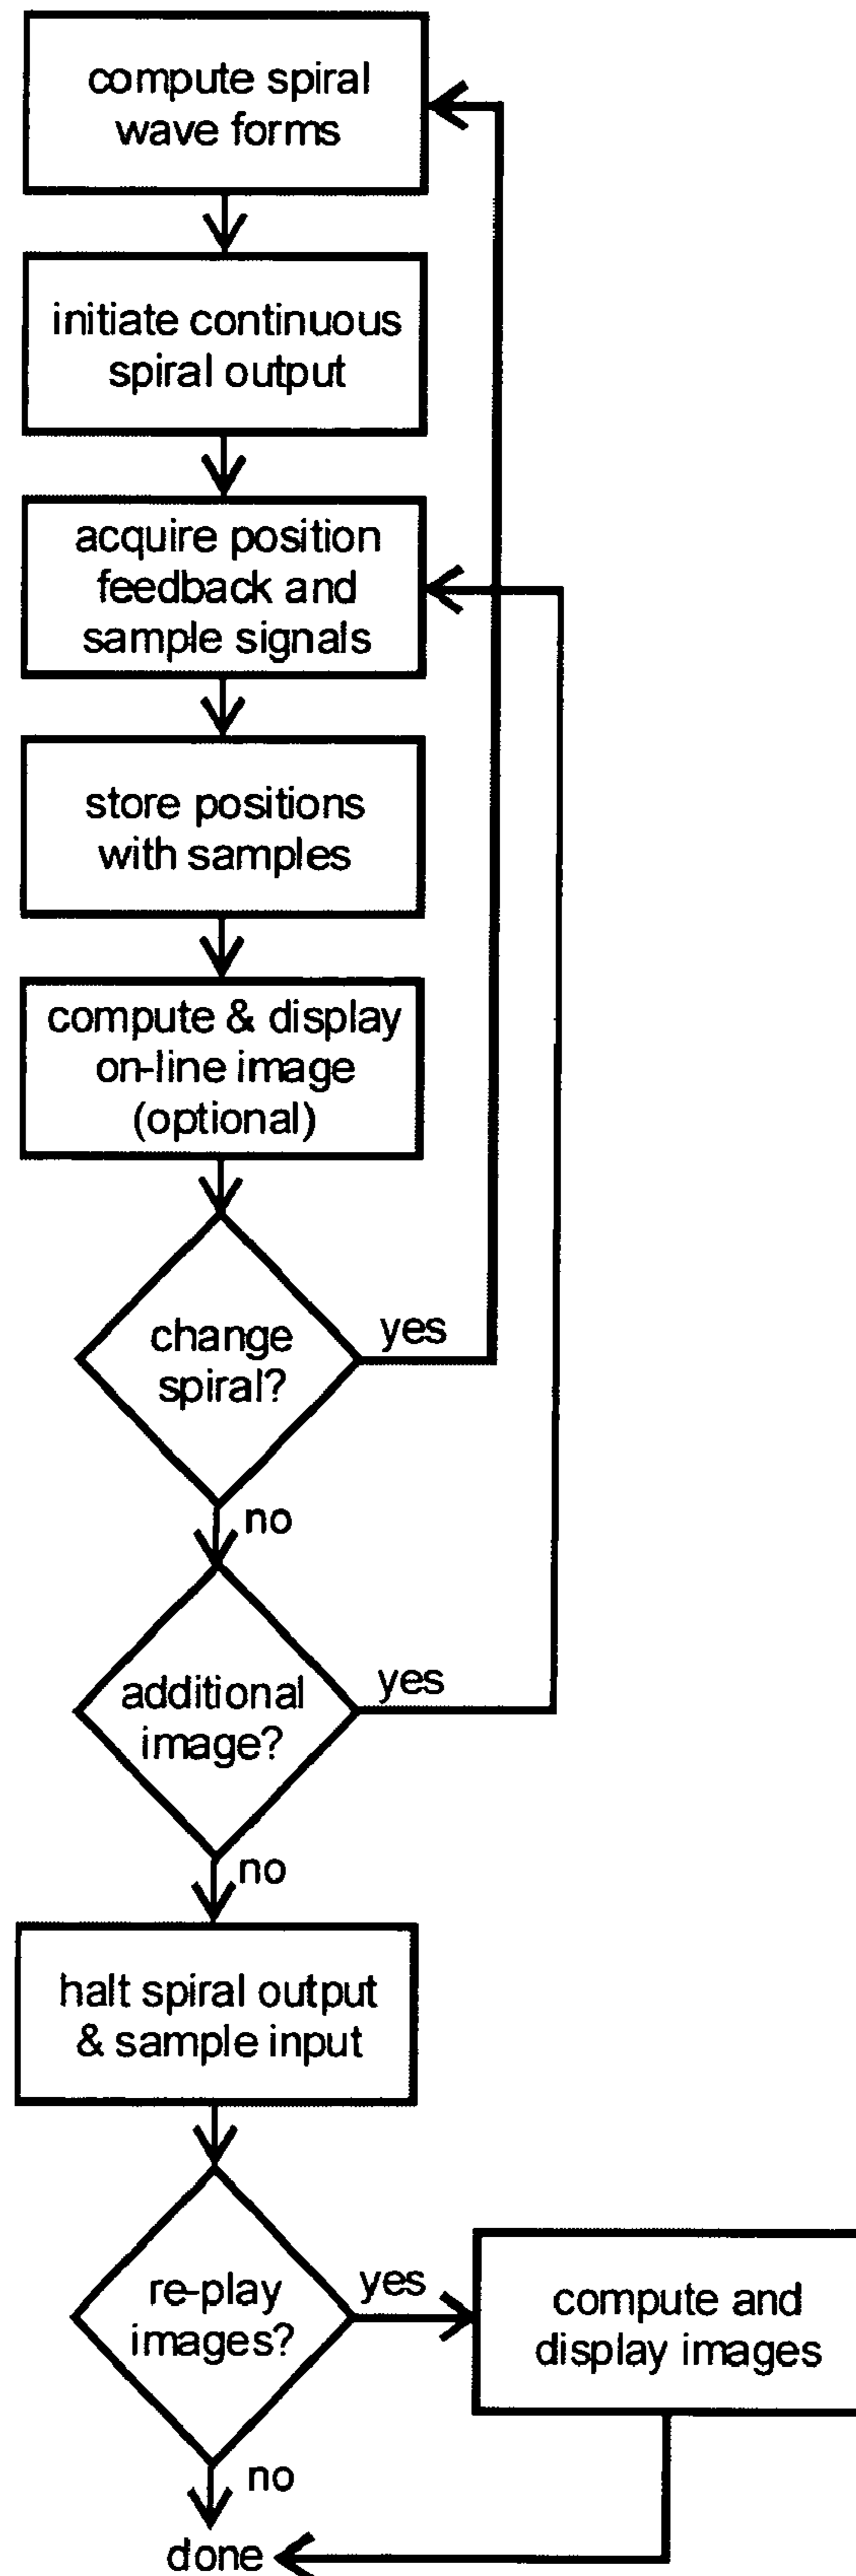 compute spiral
wave forms
initiate continuous
spiral output
acquire position
feedback and
sample signals
store positions
with samples
compute & display
on-line image
(optional)
change
spiral?
yes
no
additional
image?
yes
no
halt spiral output
& sample input
re-play
images?
yes
compute and
display images
no
done